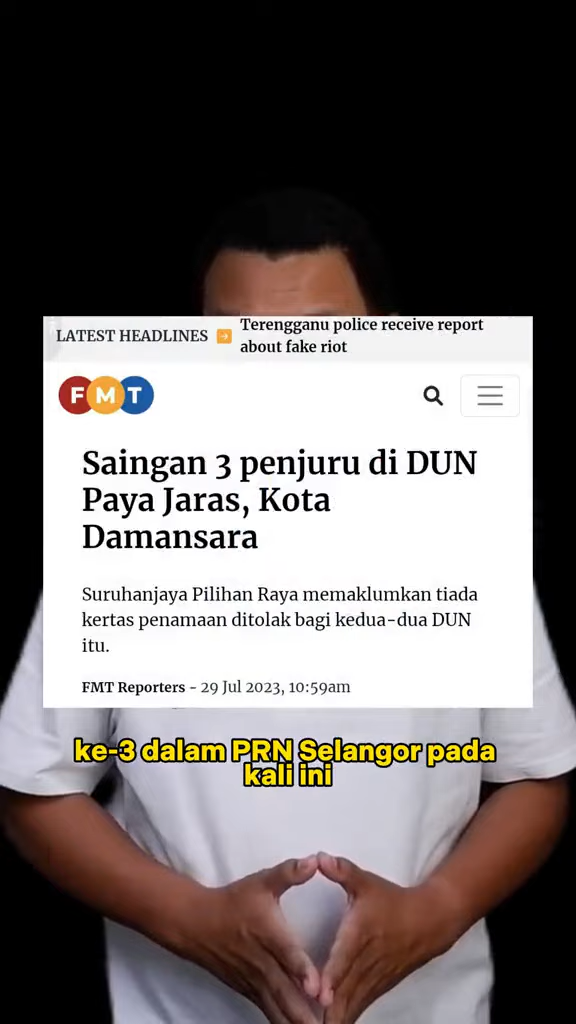 LATEST HEADLINES
Terengganu police receive report
about fake riot
FMT
Saingan 3 penjuru di DUN
Paya Jaras, Kota
Damansara
Suruhanjaya Pilihan Raya memaklumkan tiada
kertas penamaan ditolak bagi kedua-dua DUN
itu.
FMT Reporters - 29 Jul 2023, 10:59am
ke-3 dalam PRN Selangor pada
kali ini